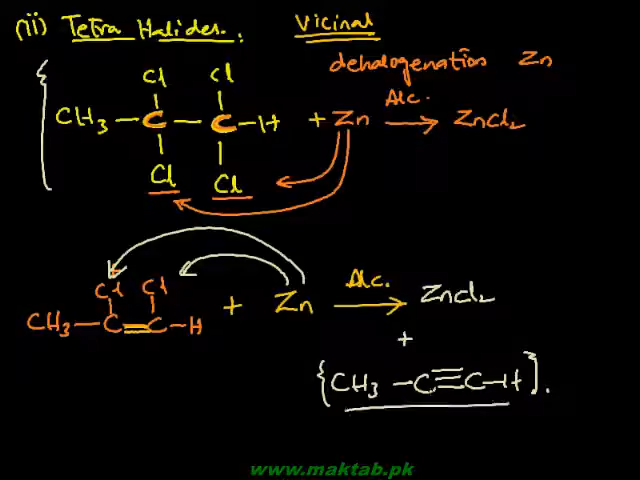 (ii) Tetra Halides. Vicinal
dehalogenation Zn
Cl Cl
CH3 — C — C — H + Zn Alc. → ZnCl2
Cl Cl
Cl Cl
CH3 — C = C — H + Zn Alc. → ZnCl2
+
{CH3 — C ≡ C — H}.
www.maktab.pk